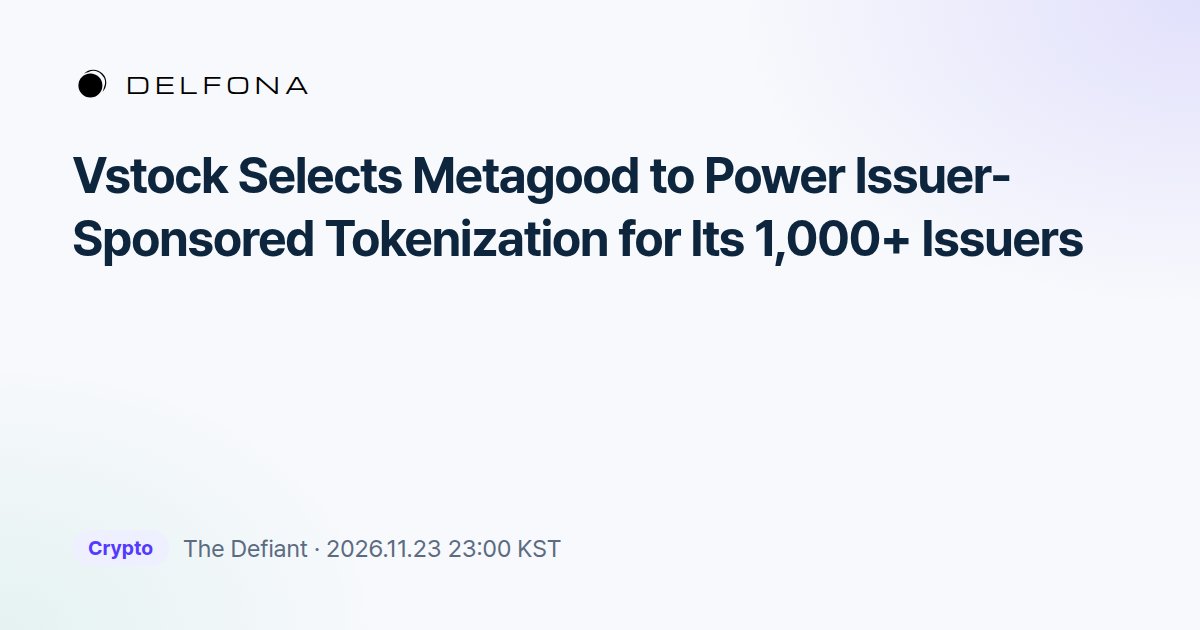 DELFONA
Vstock Selects Metagood to Power Issuer-
Sponsored Tokenization for Its 1,000+ Issuers
Crypto The Defiant · 2026.11.23 23:00 KST